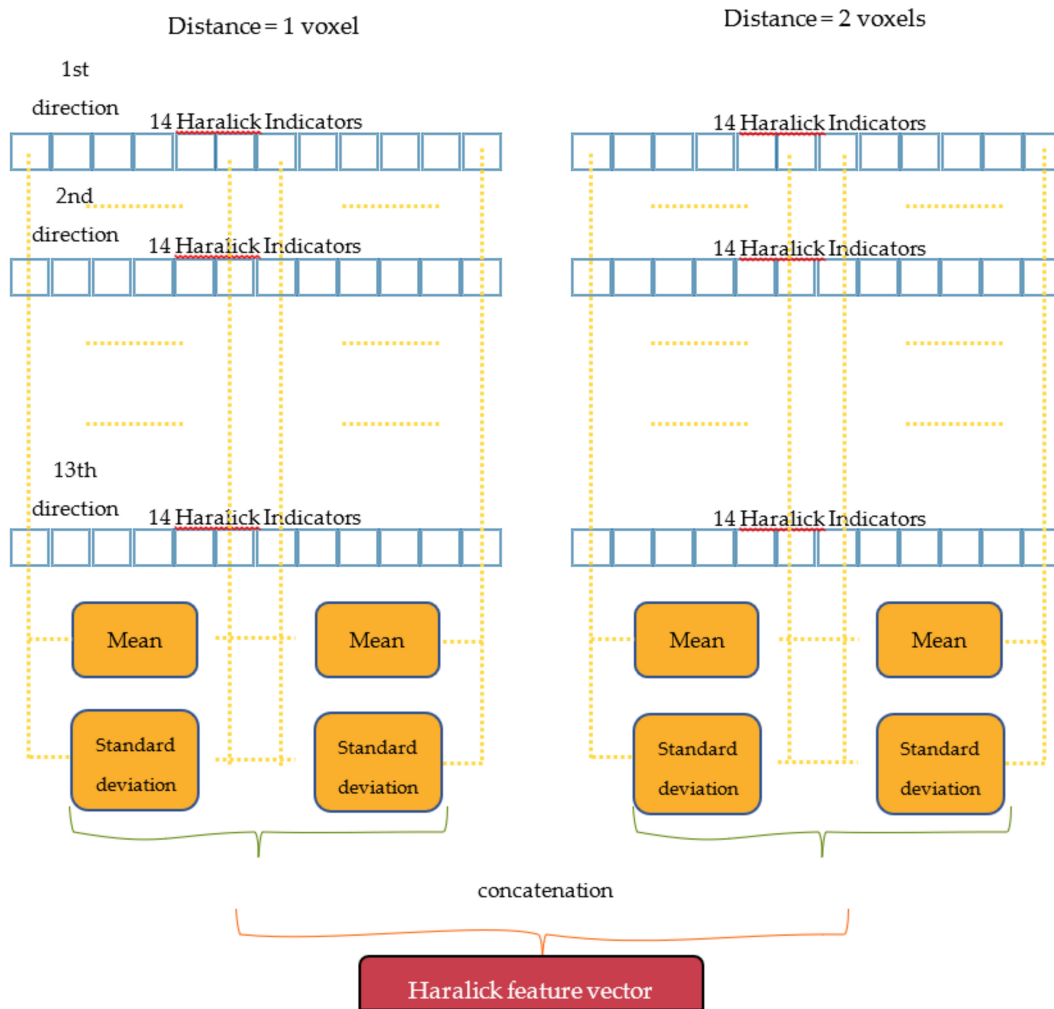 Distance = 1 voxel
Distance = 2 voxels
1st
direction
14 Haralick Indicators
14 Haralick Indicators
2nd
direction
14 Haralick Indicators
14 Haralick Indicators
13th
direction
14 Haralick Indicators
14 Haralick Indicators
Mean
Mean
Mean
Mean
Standard
deviation
Standard
deviation
Standard
deviation
Standard
deviation
concatenation
Haralick feature vector